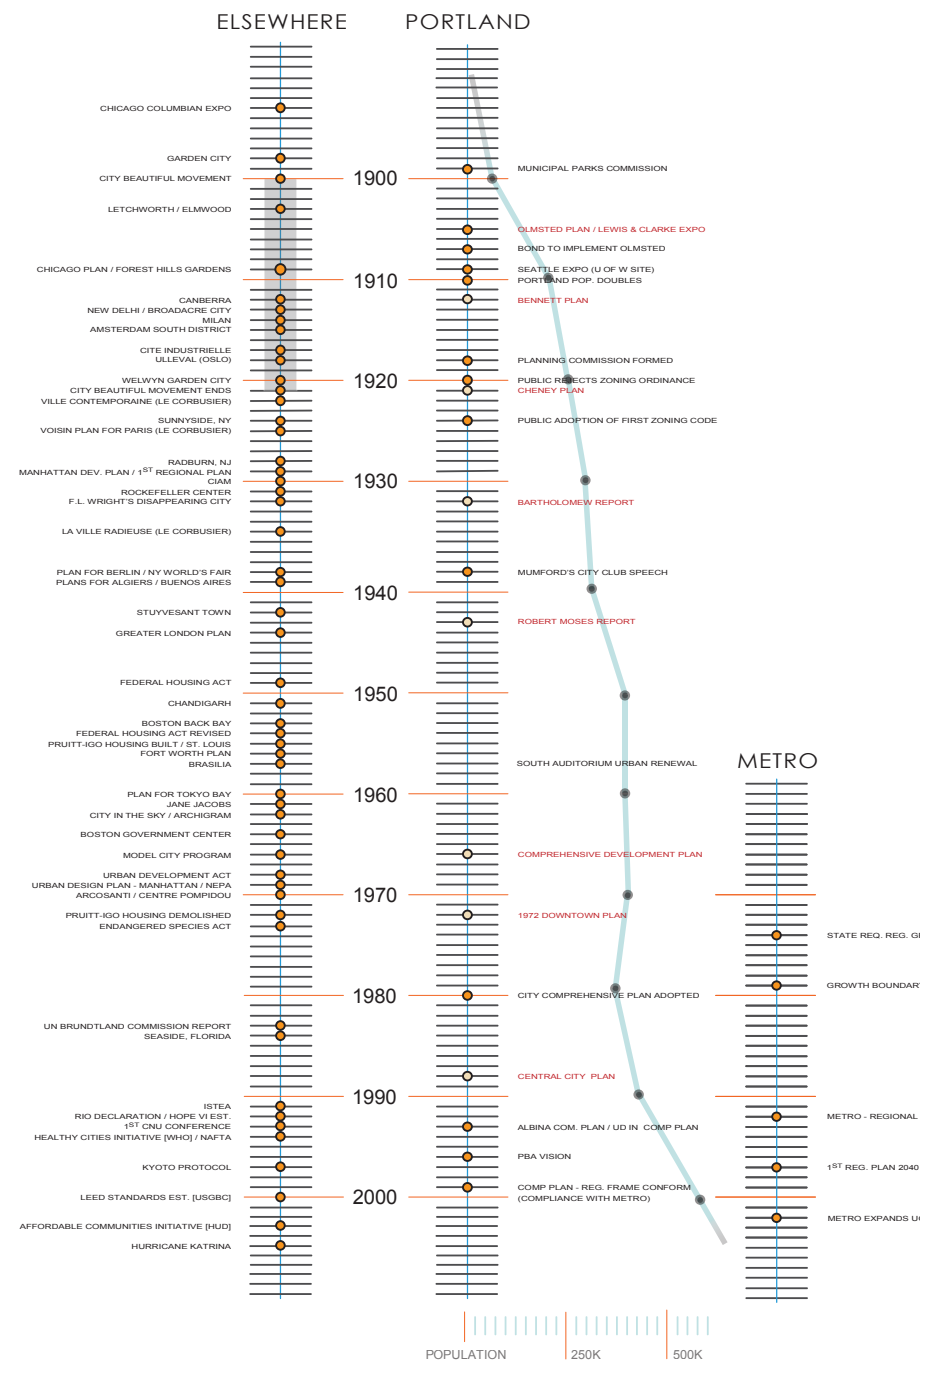 ELSEWHERE
CHICAGO COLUMBIAN EXPO
GARDEN CITY
CITY BEAUTIFUL MOVEMENT
LETCHWORTH / ELMWOOD
CHICAGO PLAN / FOREST HILLS GARDENS
CANBERRA
NEW DELHI / BROADACRE CITY
MILAN
AMSTERDAM SOUTH DISTRICT
CITE INDUSTRIELLE
ULLEVAL (OSLO)
WELWYN GARDEN CITY
CITY BEAUTIFUL MOVEMENT ENDS
VILLE CONTEMPORAINE (LE CORBUSIER)
SUNNYSIDE, NY
VOISIN PLAN FOR PARIS (LE CORBUSIER)
RADBURN, NJ
MANHATTAN DEV. PLAN / 1ST REGIONAL PLAN
CIAM
ROCKEFELLER CENTER
F.L. WRIGHT'S DISAPPEARING CITY
LA VILLE RADIEUSE (LE CORBUSIER)
PLAN FOR BERLIN / NY WORLD'S FAIR
PLANS FOR ALGIERS / BUENOS AIRES
STUYVESANT TOWN
GREATER LONDON PLAN
FEDERAL HOUSING ACT
CHANDIGARH
BOSTON BACK BAY
FEDERAL HOUSING ACT REVISED
PRUITT-IGO HOUSING BUILT / ST. LOUIS
FORT WORTH PLAN
BRASILIA
PLAN FOR TOKYO BAY
JANE JACOBS
CITY IN THE SKY / ARCHIGRAM
BOSTON GOVERNMENT CENTER
MODEL CITY PROGRAM
URBAN DEVELOPMENT ACT
URBAN DESIGN PLAN - MANHATTAN / NEPA
ARCOSANTI / CENTRE POMPIDOU
PRUITT-IGO HOUSING DEMOLISHED
ENDANGERED SPECIES ACT
UN BRUNDTLAND COMMISSION REPORT
SEASIDE, FLORIDA
ISTEA
RIO DECLARATION / HOPE VI EST.
1ST CNU CONFERENCE
HEALTHY CITIES INITIATIVE [WHO] / NAFTA
KYOTO PROTOCOL
LEED STANDARDS EST. [USGBC]
AFFORDABLE COMMUNITIES INITIATIVE [HUD]
HURRICANE KATRINA
1900
1910
1920
1930
1940
1950
1960
1970
1980
1990
2000
PORTLAND
MUNICIPAL PARKS COMMISSION
OLMSTED PLAN / LEWIS & CLARKE EXPO
BOND TO IMPLEMENT OLMSTED
SEATTLE EXPO (U OF W SITE)
PORTLAND POP. DOUBLES
BENNETT PLAN
PLANNING COMMISSION FORMED
PUBLIC REJECTS ZONING ORDINANCE
CHENEY PLAN
PUBLIC ADOPTION OF FIRST ZONING CODE
BARTHOLOMEW REPORT
MUMFORD'S CITY CLUB SPEECH
ROBERT MOSES REPORT
SOUTH AUDITORIUM URBAN RENEWAL
COMPREHENSIVE DEVELOPMENT PLAN
1972 DOWNTOWN PLAN
CITY COMPREHENSIVE PLAN ADOPTED
CENTRAL CITY PLAN
ALBINA COM. PLAN / UD IN COMP PLAN
PBA VISION
COMP PLAN - REG. FRAME CONFORM
(COMPLIANCE WITH METRO)
METRO
STATE REQ. REG.
GROWTH
METRO - REGIONAL
1ST REG. PLAN 2040
METRO EXPANDS
POPULATION
250K
500K